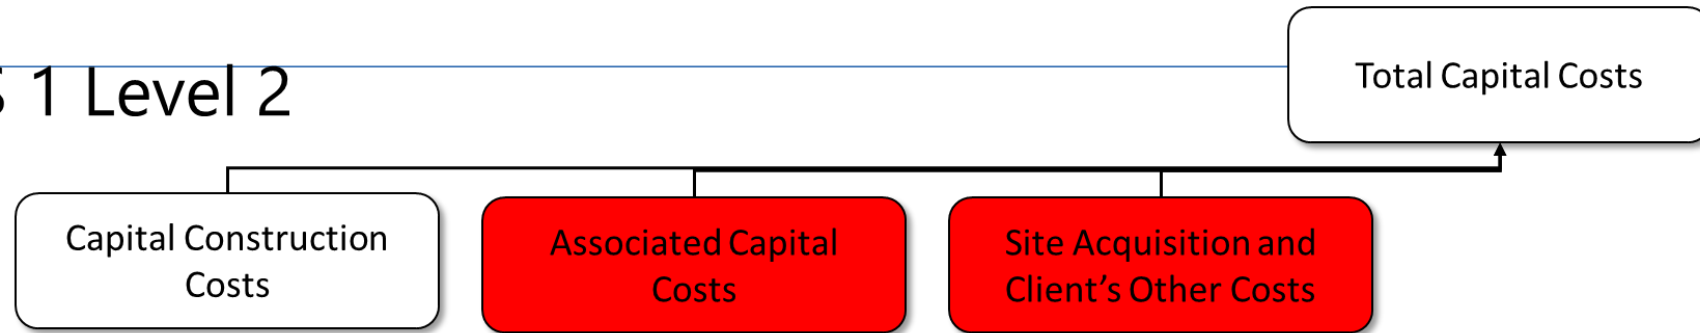 Total Capital Costs
1 Level 2
Capital Construction
Costs
Associated Capital
Costs
Site Acquisition and
Client's Other Costs